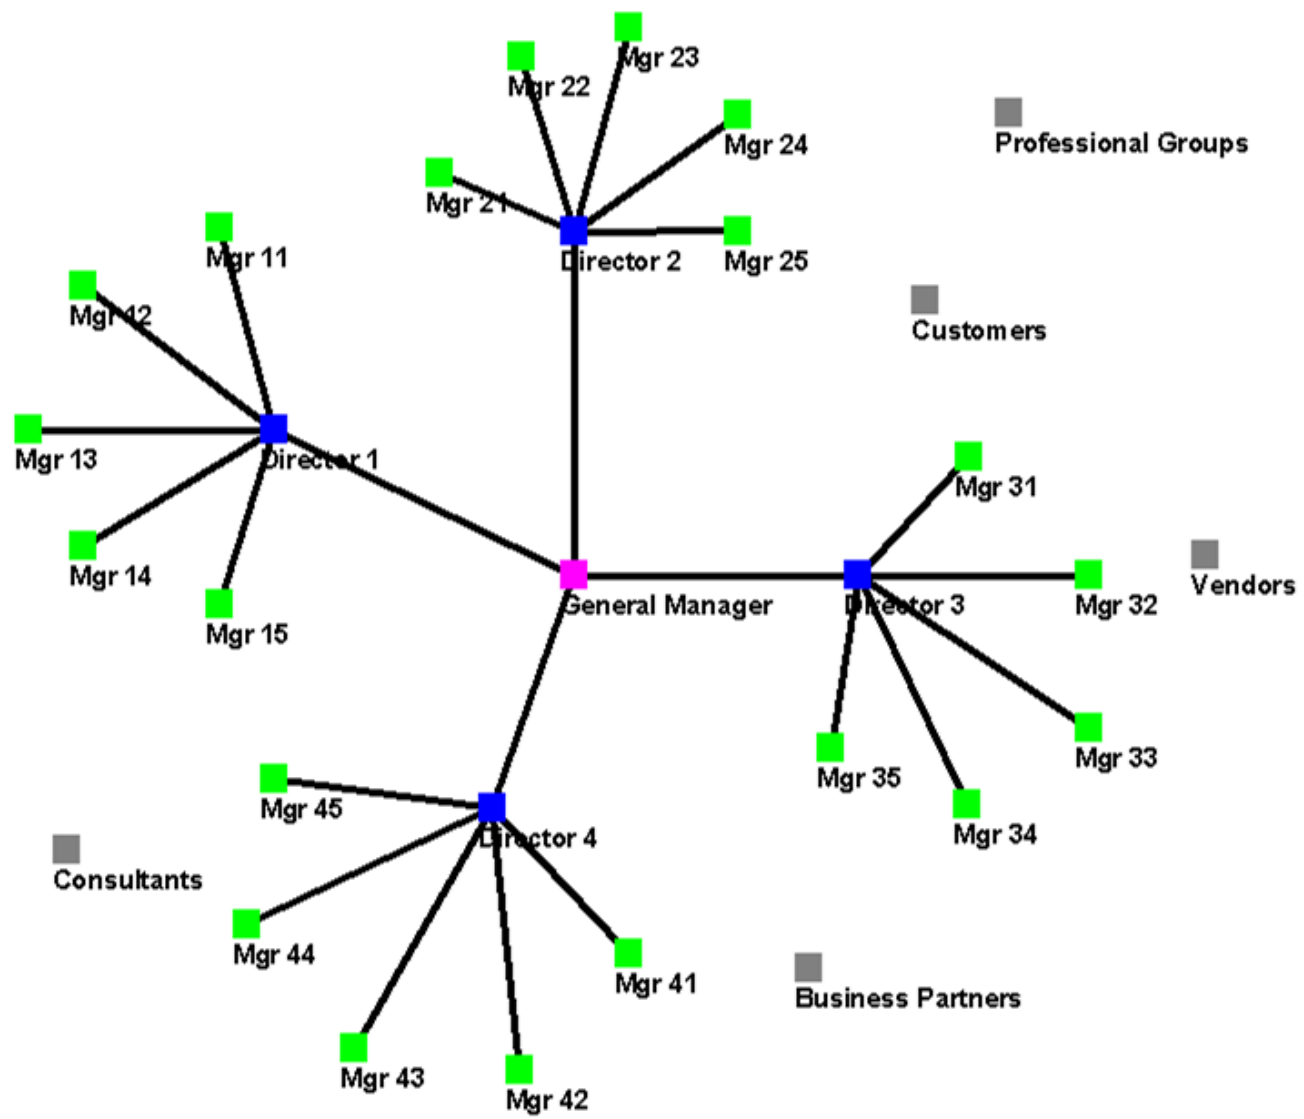 Mgr 23
Mgr 22
Mgr 24
Professional Groups
Mgr 21
Mgr 11
Director 2
Mgr 25
Mgr 12
Customers
Mgr 13
Director 1
Mgr 31
Mgr 14
Vendors
General Manager
Director 3
Mgr 32
Mgr 15
Mgr 33
Mgr 35
Mgr 45
Mgr 34
Director 4
Consultants
Mgr 44
Mgr 41
Business Partners
Mgr 43
Mgr 42